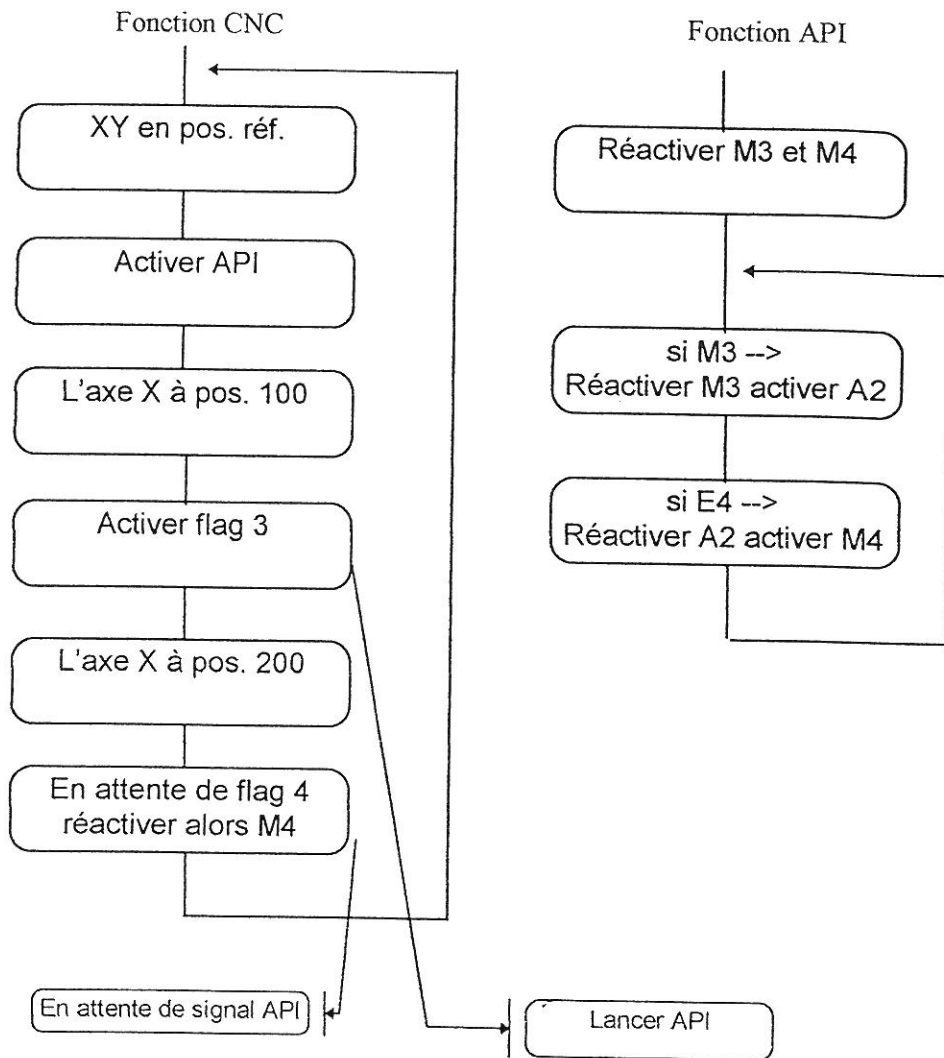 Fonction CNC
XY en pos. réf.
Activer API
L'axe X à pos. 100
Activer flag 3
L'axe X à pos. 200
En attente de flag 4
réactiver alors M4
En attente de signal API
Fonction API
Réactiver M3 et M4
si M3 -->
Réactiver M3 activer A2
si E4 -->
Réactiver A2 activer M4
Lancer API